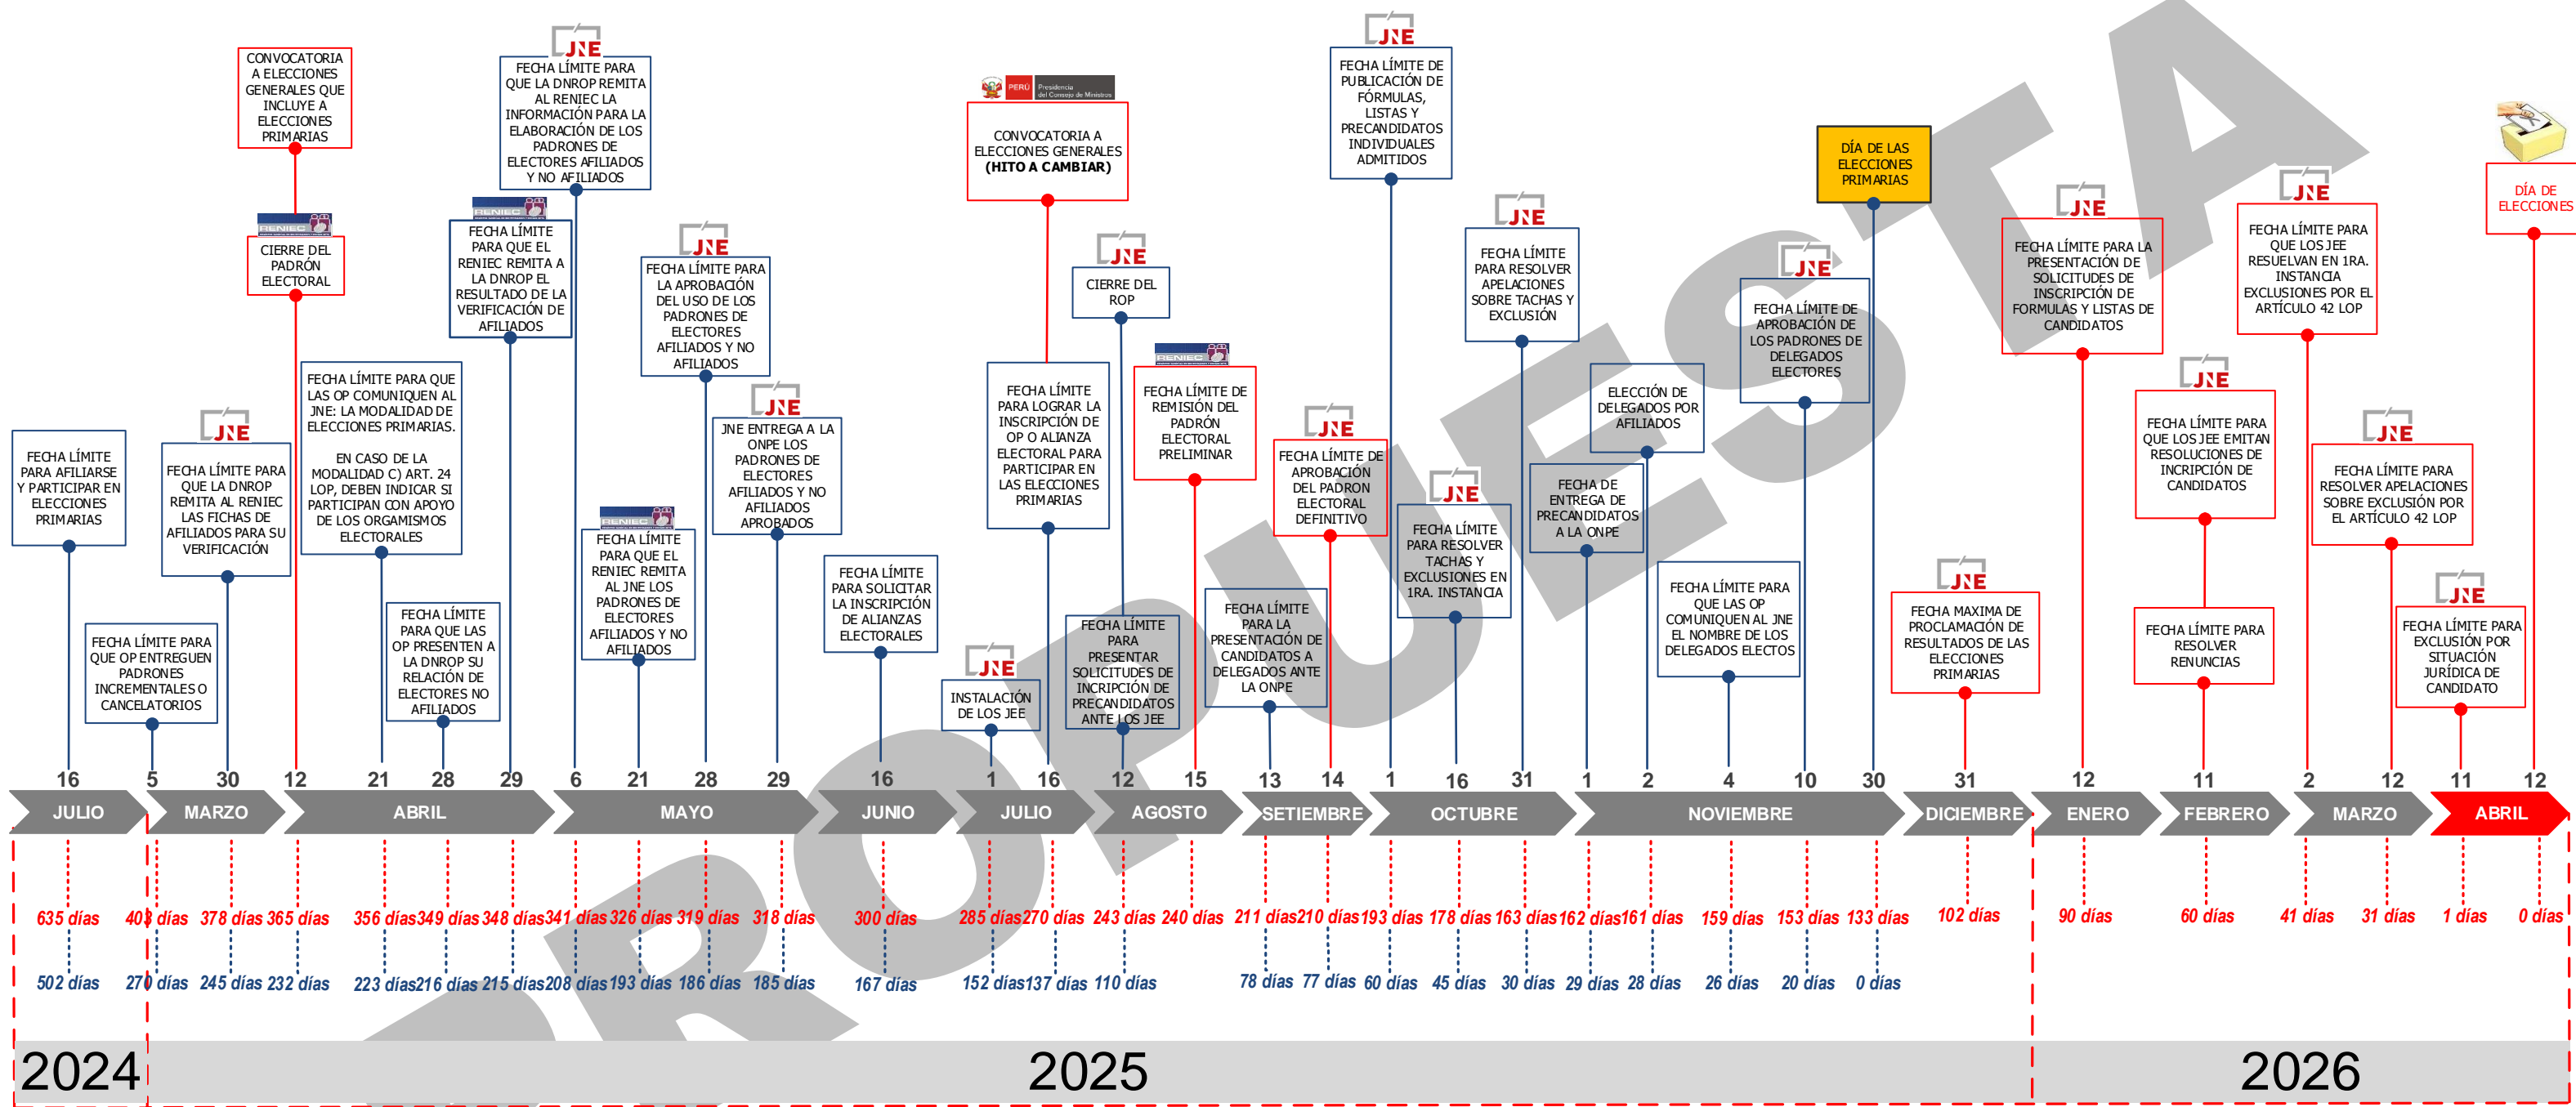 CONVOCATORIA
A ELECCIONES
GENERALES QUE
INCLUYE A
ELECCIONES
PRIMARIAS
RENIEC
CIERRE DEL
PADRÓN
ELECTORAL
JNE
FECHA LÍMITE PARA
QUE LA DNROP REMITA
AL RENIEC LA
INFORMACIÓN PARA LA
ELABORACIÓN DE LOS
PADRONES DE
ELECTORES AFILIADOS
Y NO AFILIADOS
RENIEC
FECHA LÍMITE
PARA QUE EL
RENIEC REMITA A
LA DNROP EL
RESULTADO DE LA
VERIFICACIÓN DE
AFILIADOS
JNE
FECHA LÍMITE PARA
LA APROBACIÓN
DEL USO DE LOS
PADRONES DE
ELECTORES
AFILIADOS Y NO
AFILIADOS
FECHA LÍMITE PARA QUE
LAS OP COMUNIQUEN AL
JNE: LA MODALIDAD DE
ELECCIONES PRIMARIAS.
EN CASO DE LA
MODALIDAD C) ART. 24
LOP, DEBEN INDICAR SI
PARTICIPAN CON APOYO
DE LOS ORGAMISMOS
ELECTORALES
JNE
JNE ENTREGA A LA
ONPE LOS
PADRONES DE
ELECTORES
AFILIADOS Y NO
AFILIADOS
APROBADOS
FECHA LÍMITE
PARA AFILIARSE
Y PARTICIPAR EN
ELECCIONES
PRIMARIAS
JNE
FECHA LÍMITE PARA
QUE LA DNROP
REMITA AL RENIEC
LAS FICHAS DE
AFILIADOS PARA SU
VERIFICACIÓN
RENIEC
FECHA LÍMITE
PARA QUE EL
RENIEC REMITA
AL JNE LOS
PADRONES DE
ELECTORES
AFILIADOS Y NO
AFILIADOS
FECHA LÍMITE PARA
QUE OP ENTREGUEN
PADRONES
INCREMENTALES O
CANCELATORIOS
FECHA LÍMITE
PARA QUE LAS
OP PRESENTEN A
LA DNROP SU
RELACIÓN DE
ELECTORES NO
AFILIADOS
FECHA LÍMITE
PARA SOLICITAR
LA INSCRIPCIÓN
DE ALIANZAS
ELECTORALES
JNE
INSTALACIÓN
DE LOS JEE
PERÚ
Presidencia
del Consejo de Ministros
CONVOCATORIA A
ELECCIONES GENERALES
(HITO A CAMBIAR)
FECHA LÍMITE
PARA LOGRAR LA
INSCRIPCIÓN DE
OP O ALIANZA
ELECTORAL PARA
PARTICIPAR EN
LAS ELECCIONES
PRIMARIAS
JNE
CIERRE DEL
ROP
FECHA LÍMITE
PARA
PRESENTAR
SOLICITUDES DE
INCRIPCIÓN DE
PRECANDIDATOS
ANTE LOS JEE
RENIEC
FECHA LÍMITE DE
REMISIÓN DEL
PADRÓN
ELECTORAL
PRELIMINAR
FECHA LÍMITE
PARA LA
PRESENTACIÓN DE
CANDIDATOS A
DELEGADOS ANTE
LA ONPE
JNE
FECHA LÍMITE DE
APROBACIÓN
DEL PADRON
ELECTORAL
DEFINITIVO
JNE
FECHA LÍMITE DE
PUBLICACIÓN DE
FÓRMULAS,
LISTAS Y
PRECANDIDATOS
INDIVIDUALES
ADMITIDOS
JNE
FECHA LÍMITE
PARA RESOLVER
TACHAS Y
EXCLUSIONES EN
1RA. INSTANCIA
JNE
FECHA LÍMITE
PARA RESOLVER
APELACIONES
SOBRE TACHAS Y
EXCLUSIÓN
FECHA DE
ENTREGA DE
PRECANDIDATOS
A LA ONPE
ELECCIÓN DE
DELEGADOS POR
AFILIADOS
FECHA LÍMITE PARA
QUE LAS OP
COMUNIQUEN AL JNE
EL NOMBRE DE LOS
DELEGADOS ELECTOS
JNE
FECHA LÍMITE DE
APROBACIÓN DE
LOS PADRONES DE
DELEGADOS
ELECTORES
DÍA DE LAS
ELECCIONES
PRIMARIAS
JNE
FECHA MAXIMA DE
PROCLAMACIÓN DE
RESULTADOS DE LAS
ELECCIONES
PRIMARIAS
JNE
FECHA LÍMITE PARA LA
PRESENTACIÓN DE
SOLICITUDES DE
INSCRIPCIÓN DE
FORMULAS Y LISTAS DE
CANDIDATOS
JNE
FECHA LÍMITE PARA
QUE LOS JEE EMITAN
RESOLUCIONES DE
INCRIPCIÓN DE
CANDIDATOS
FECHA LÍMITE PARA
RESOLVER
RENUNCIAS
JNE
FECHA LÍMITE PARA
QUE LOS JEE
RESUELVAN EN 1RA.
INSTANCIA
EXCLUSIONES POR EL
ARTÍCULO 42 LOP
JNE
FECHA LÍMITE PARA
RESOLVER APELACIONES
SOBRE EXCLUSIÓN POR
EL ARTÍCULO 42 LOP
JNE
FECHA LÍMITE PARA
EXCLUSIÓN POR
SITUACIÓN
JURÍDICA DE
CANDIDATO
DÍA DE
ELECCIONES
16 5 30 12 21 28 29 6 21 28 29 16 1 16 12 15 13 14 1 16 31 1 2 4 10 30 31 12 11 2 12 11 12
JULIO MARZO ABRIL MAYO JUNIO JULIO AGOSTO SETIEMBRE OCTUBRE NOVIEMBRE DICIEMBRE ENERO FEBRERO MARZO ABRIL
635 días 403 días 378 días 365 días 356 días 349 días 348 días 341 días 326 días 319 días 318 días 300 días 285 días 270 días 243 días 240 días 211 días 210 días 193 días 178 días 163 días 162 días 161 días 159 días 153 días 133 días 102 días 90 días 60 días 41 días 31 días 1 días 0 días
502 días 270 días 245 días 232 días 223 días 216 días 215 días 208 días 193 días 186 días 185 días 167 días 152 días 137 días 110 días 78 días 77 días 60 días 45 días 30 días 29 días 28 días 26 días 20 días 0 días
2024 2025 2026
PROPUESTA